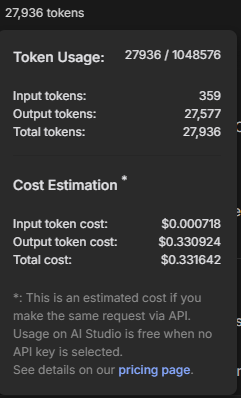 27,936 tokens
Token Usage: 27936 / 1048576
Input tokens: 359
Output tokens: 27,577
Total tokens: 27,936
Cost Estimation *
Input token cost: $0.000718
Output token cost: $0.330924
Total cost: $0.331642
*: This is an estimated cost if you
make the same request via API.
Usage on AI Studio is free when no
API key is selected.
See details on our pricing page.